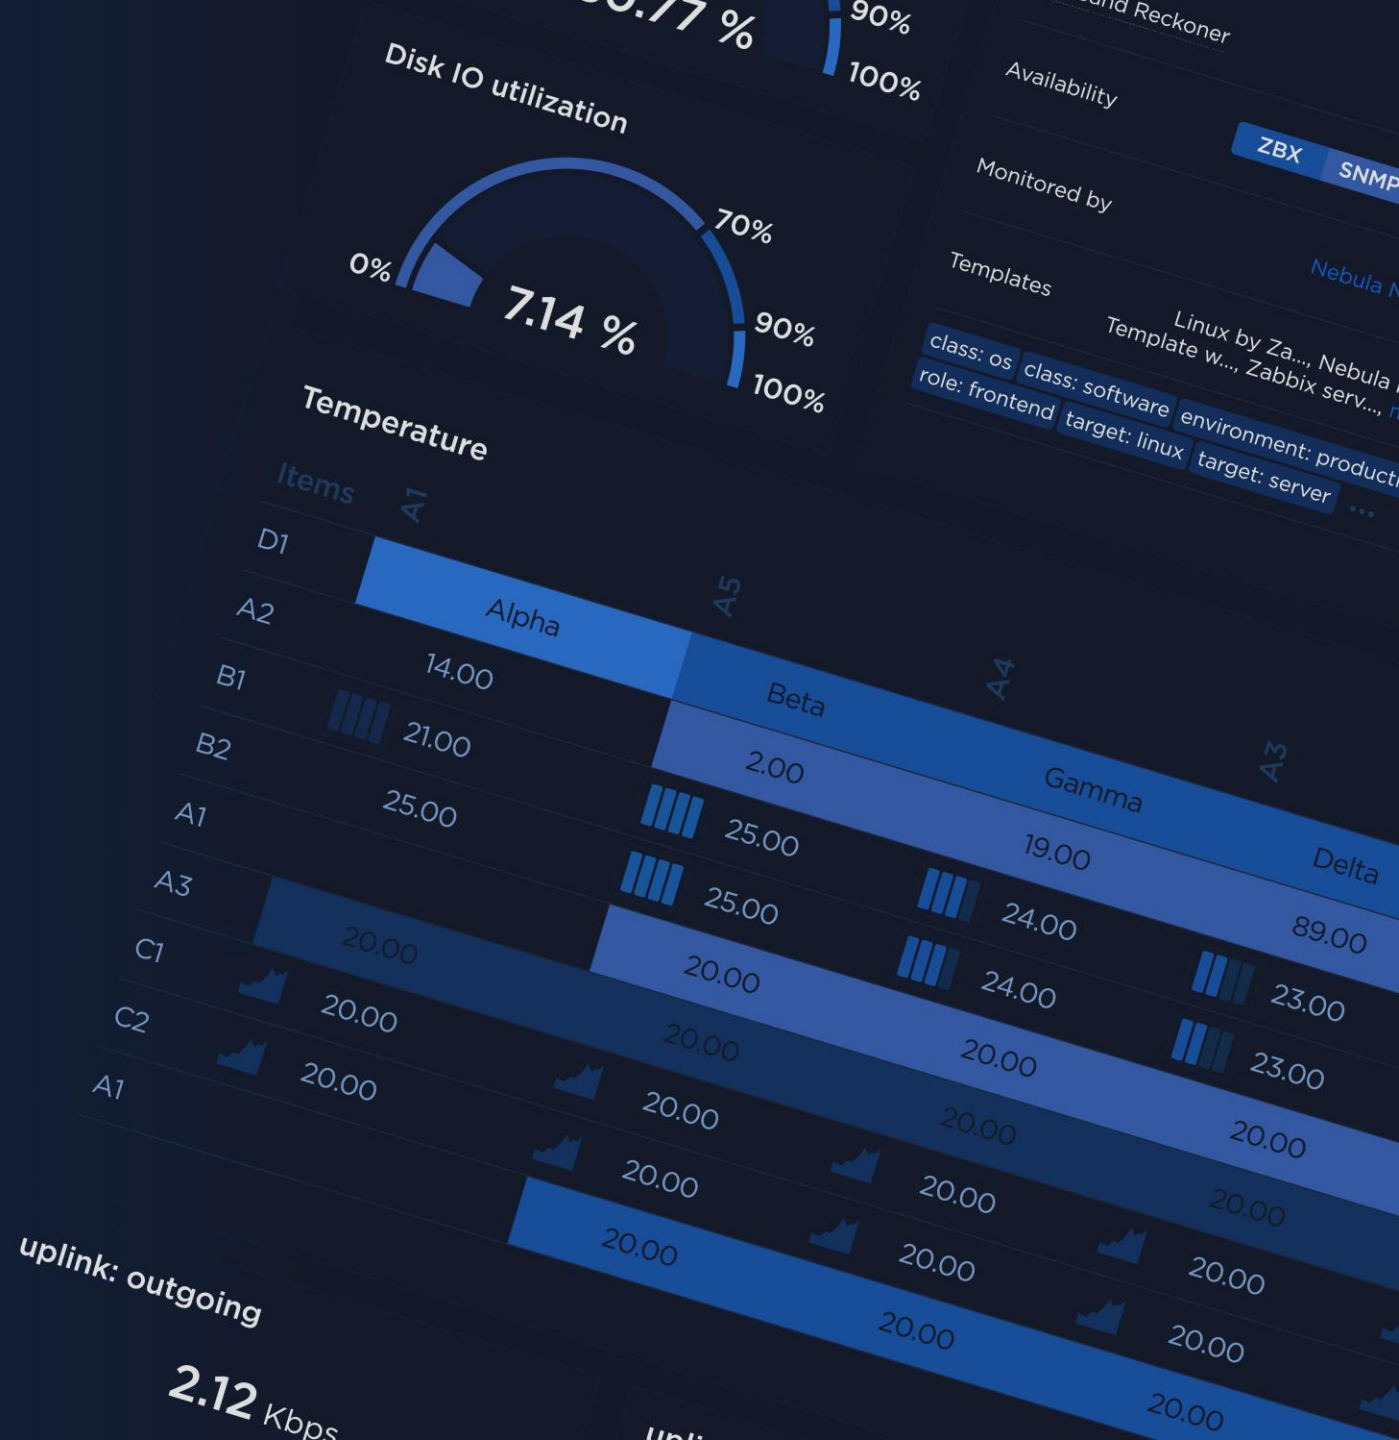 90%
100%
Reckoner
Disk IO utilization
0%
70%
90%
100%
7.14 %
Availability
ZBX SNMP
Monitored by
Nebula
Templates
Linux by Za..., Nebula
Template w..., Zabbix serv...,
class: os class: software environment:
role: frontend target: linux target: server ...
Temperature
Items A1 A5 A4 A3
D1 Alpha Beta Gamma Delta
A2 14.00 2.00 19.00 89.00
B1 21.00 25.00 24.00 23.00
B2 25.00 25.00 24.00 23.00
A1 20.00 20.00 20.00
A3 20.00 20.00 20.00 20.00
C1 20.00 20.00 20.00 20.00
C2 20.00 20.00 20.00 20.00
A1 20.00 20.00 20.00
uplink: outgoing
2.12 Kbps